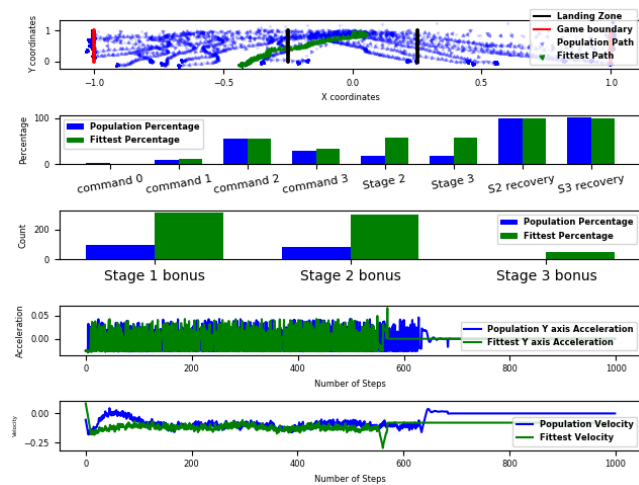 Landing Zone
Game boundary
Population Path
Fittest Path
Y coordinates
1
0
−1.0
−0.5
0.0
0.5
1.0
X coordinates
Population Percentage
Fittest Percentage
Percentage
100
0
command 0
command 1
command 2
command 3
Stage 2
Stage 3
S2 recovery
S3 recovery
Population Percentage
Fittest Percentage
Count
200
0
Stage 1 bonus
Stage 2 bonus
Stage 3 bonus
Population Y axis Acceleration
Fittest Y axis Acceleration
Acceleration
0.05
0.00
0
200
400
600
800
1000
Number of Steps
Population Velocity
Fittest Velocity
Velocity
0.00
−0.25
0
200
400
600
800
1000
Number of Steps